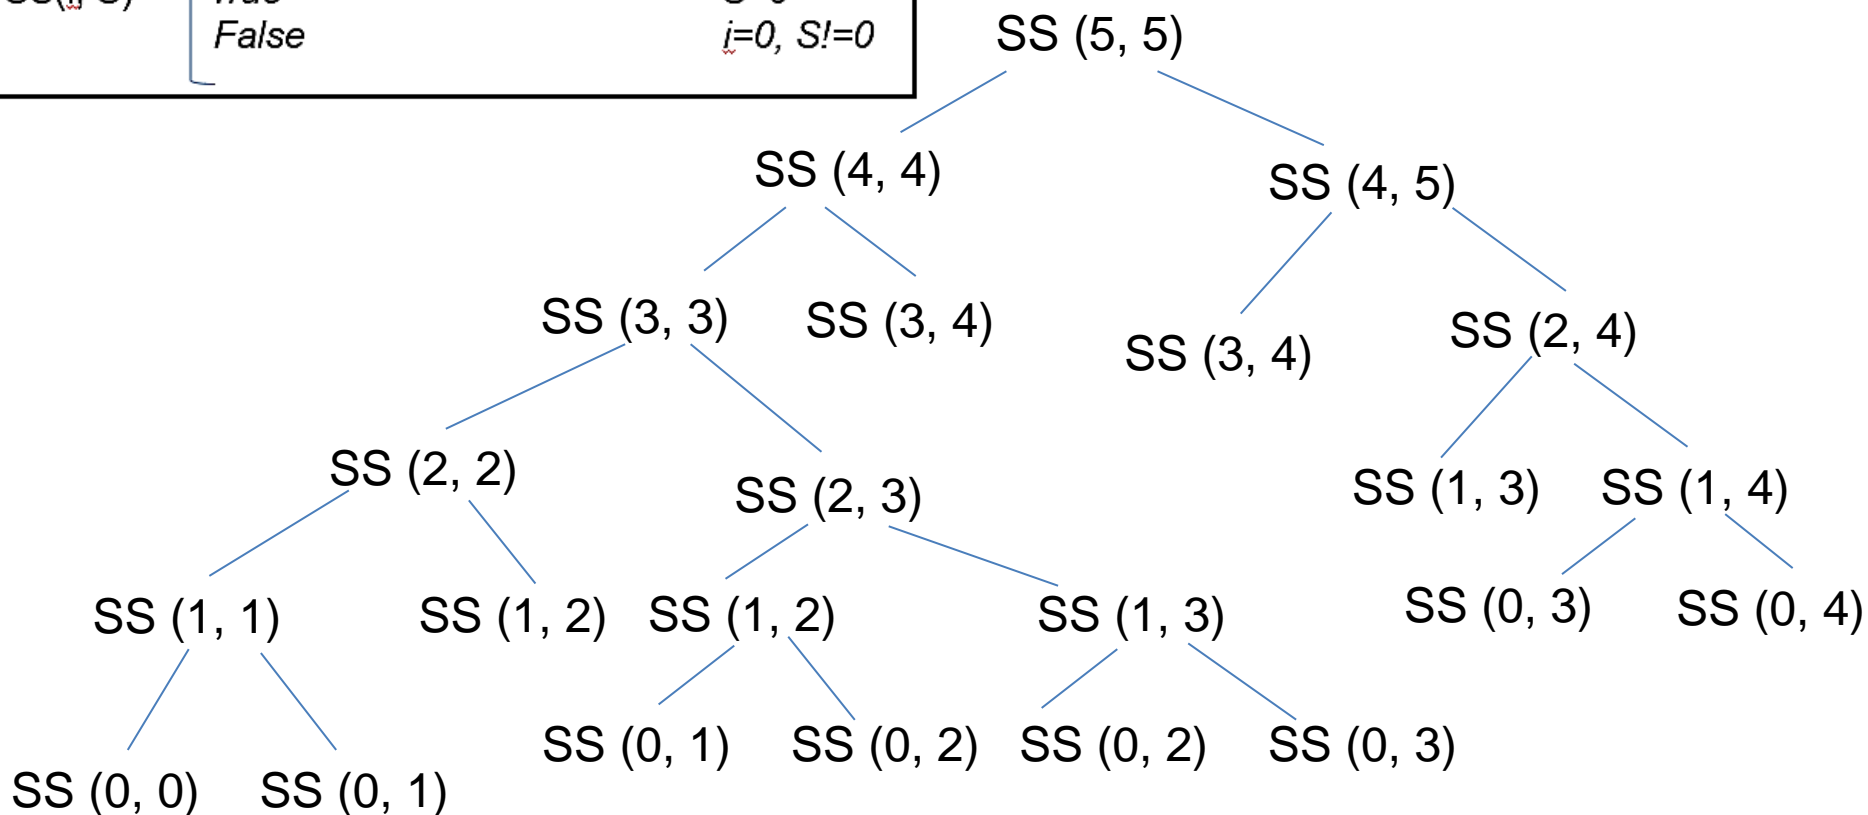 False
i=0, S!=0
SS (5, 5)
SS (4, 4)
SS (4, 5)
SS (3, 3)
SS (3, 4)
SS (3, 4)
SS (2, 4)
SS (2, 2)
SS (2, 3)
SS (1, 3)
SS (1, 4)
SS (1, 1)
SS (1, 2)
SS (1, 2)
SS (1, 3)
SS (0, 3)
SS (0, 4)
SS (0, 0)
SS (0, 1)
SS (0, 1)
SS (0, 2)
SS (0, 2)
SS (0, 3)